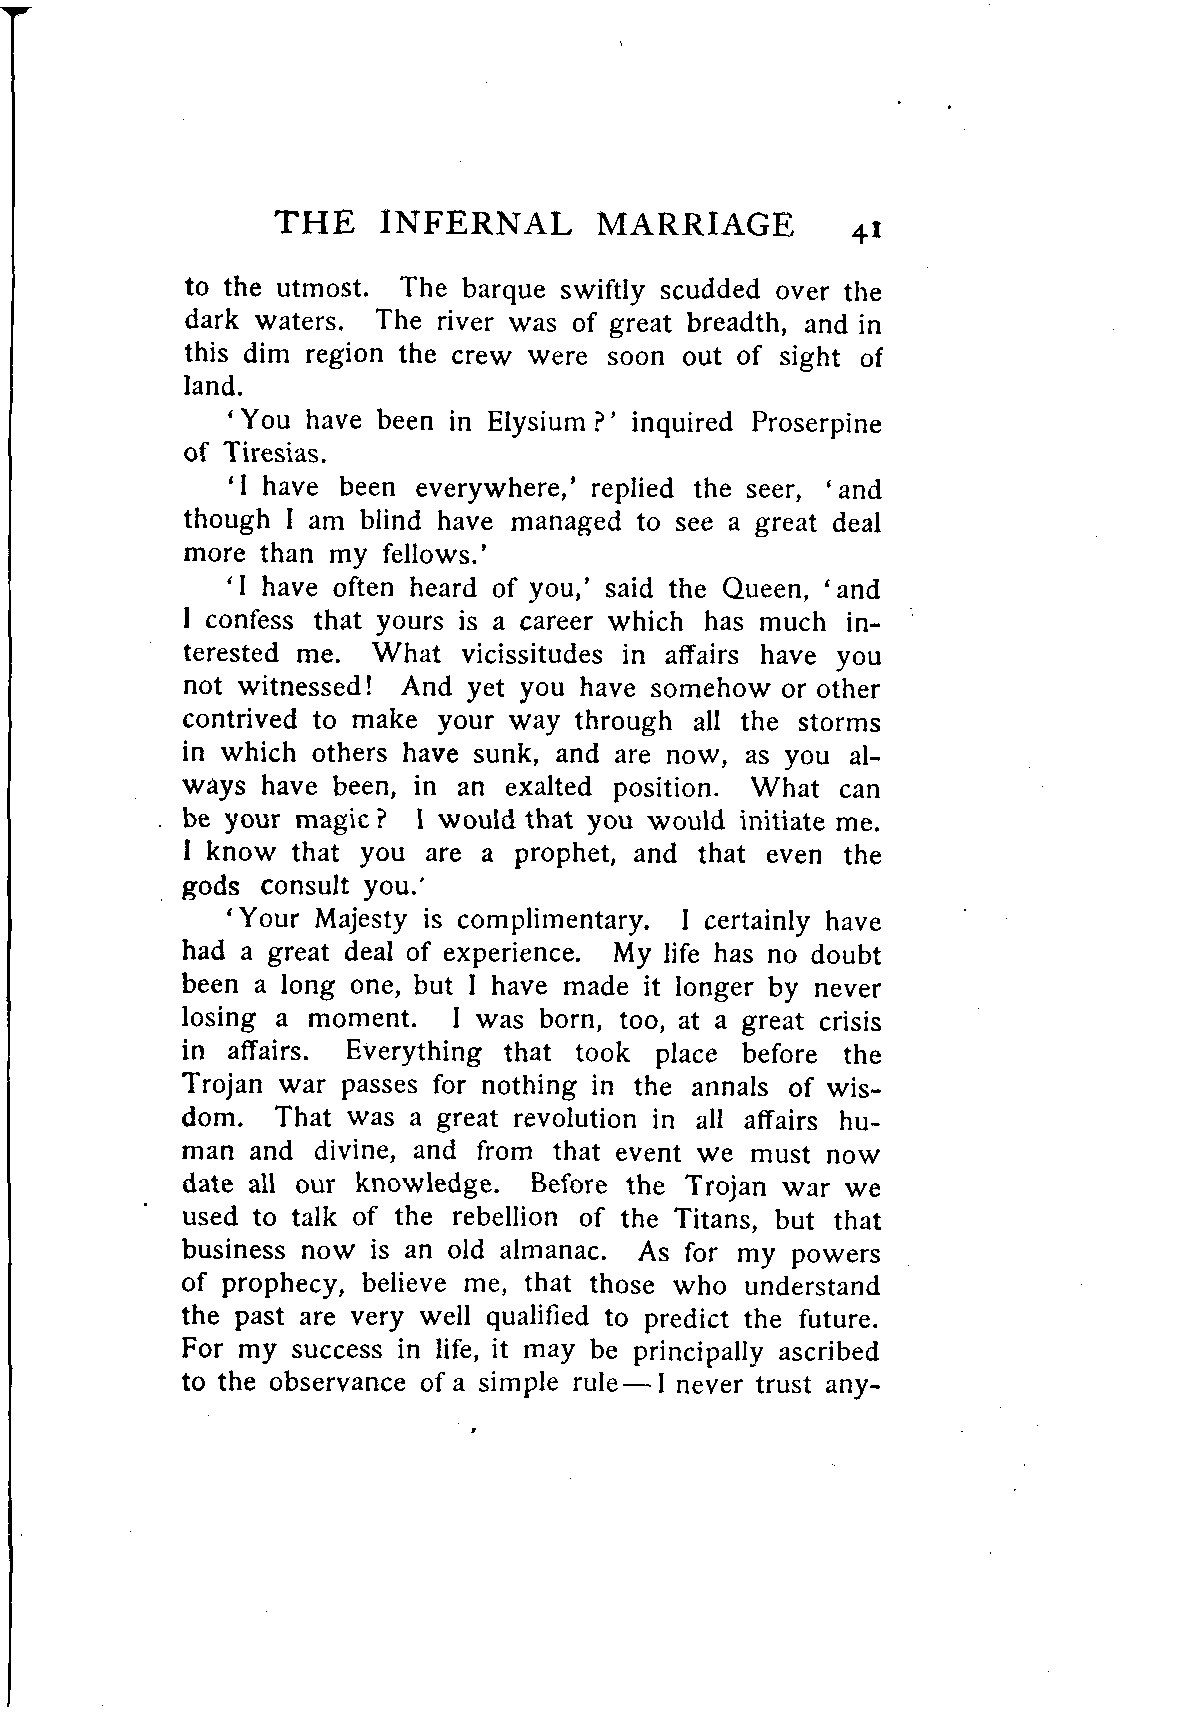 THE INFERNAL MARRIAGE 41
to the utmost. The barque swiftly scudded over the
dark waters. The river was of great breadth, and in
this dim region the crew were soon out of sight of
land.
‘You have been in Elysium?’ inquired Proserpine
of Tiresias.
‘I have been everywhere,’ replied the seer, ‘and
though I am blind have managed to see a great deal
more than my fellows.’
‘I have often heard of you,’ said the Queen, ‘and
I confess that yours is a career which has much in-
terested me. What vicissitudes in affairs have you
not witnessed! And yet you have somehow or other
contrived to make your way through all the storms
in which others have sunk, and are now, as you al-
ways have been, in an exalted position. What can
be your magic? I would that you would initiate me.
I know that you are a prophet, and that even the
gods consult you.’
‘Your Majesty is complimentary. I certainly have
had a great deal of experience. My life has no doubt
been a long one, but I have made it longer by never
losing a moment. I was born, too, at a great crisis
in affairs. Everything that took place before the
Trojan war passes for nothing in the annals of wis-
dom. That was a great revolution in all affairs hu-
man and divine, and from that event we must now
date all our knowledge. Before the Trojan war we
used to talk of the rebellion of the Titans, but that
business now is an old almanac. As for my powers
of prophecy, believe me, that those who understand
the past are very well qualified to predict the future.
For my success in life, it may be principally ascribed
to the observance of a simple rule—I never trust any-